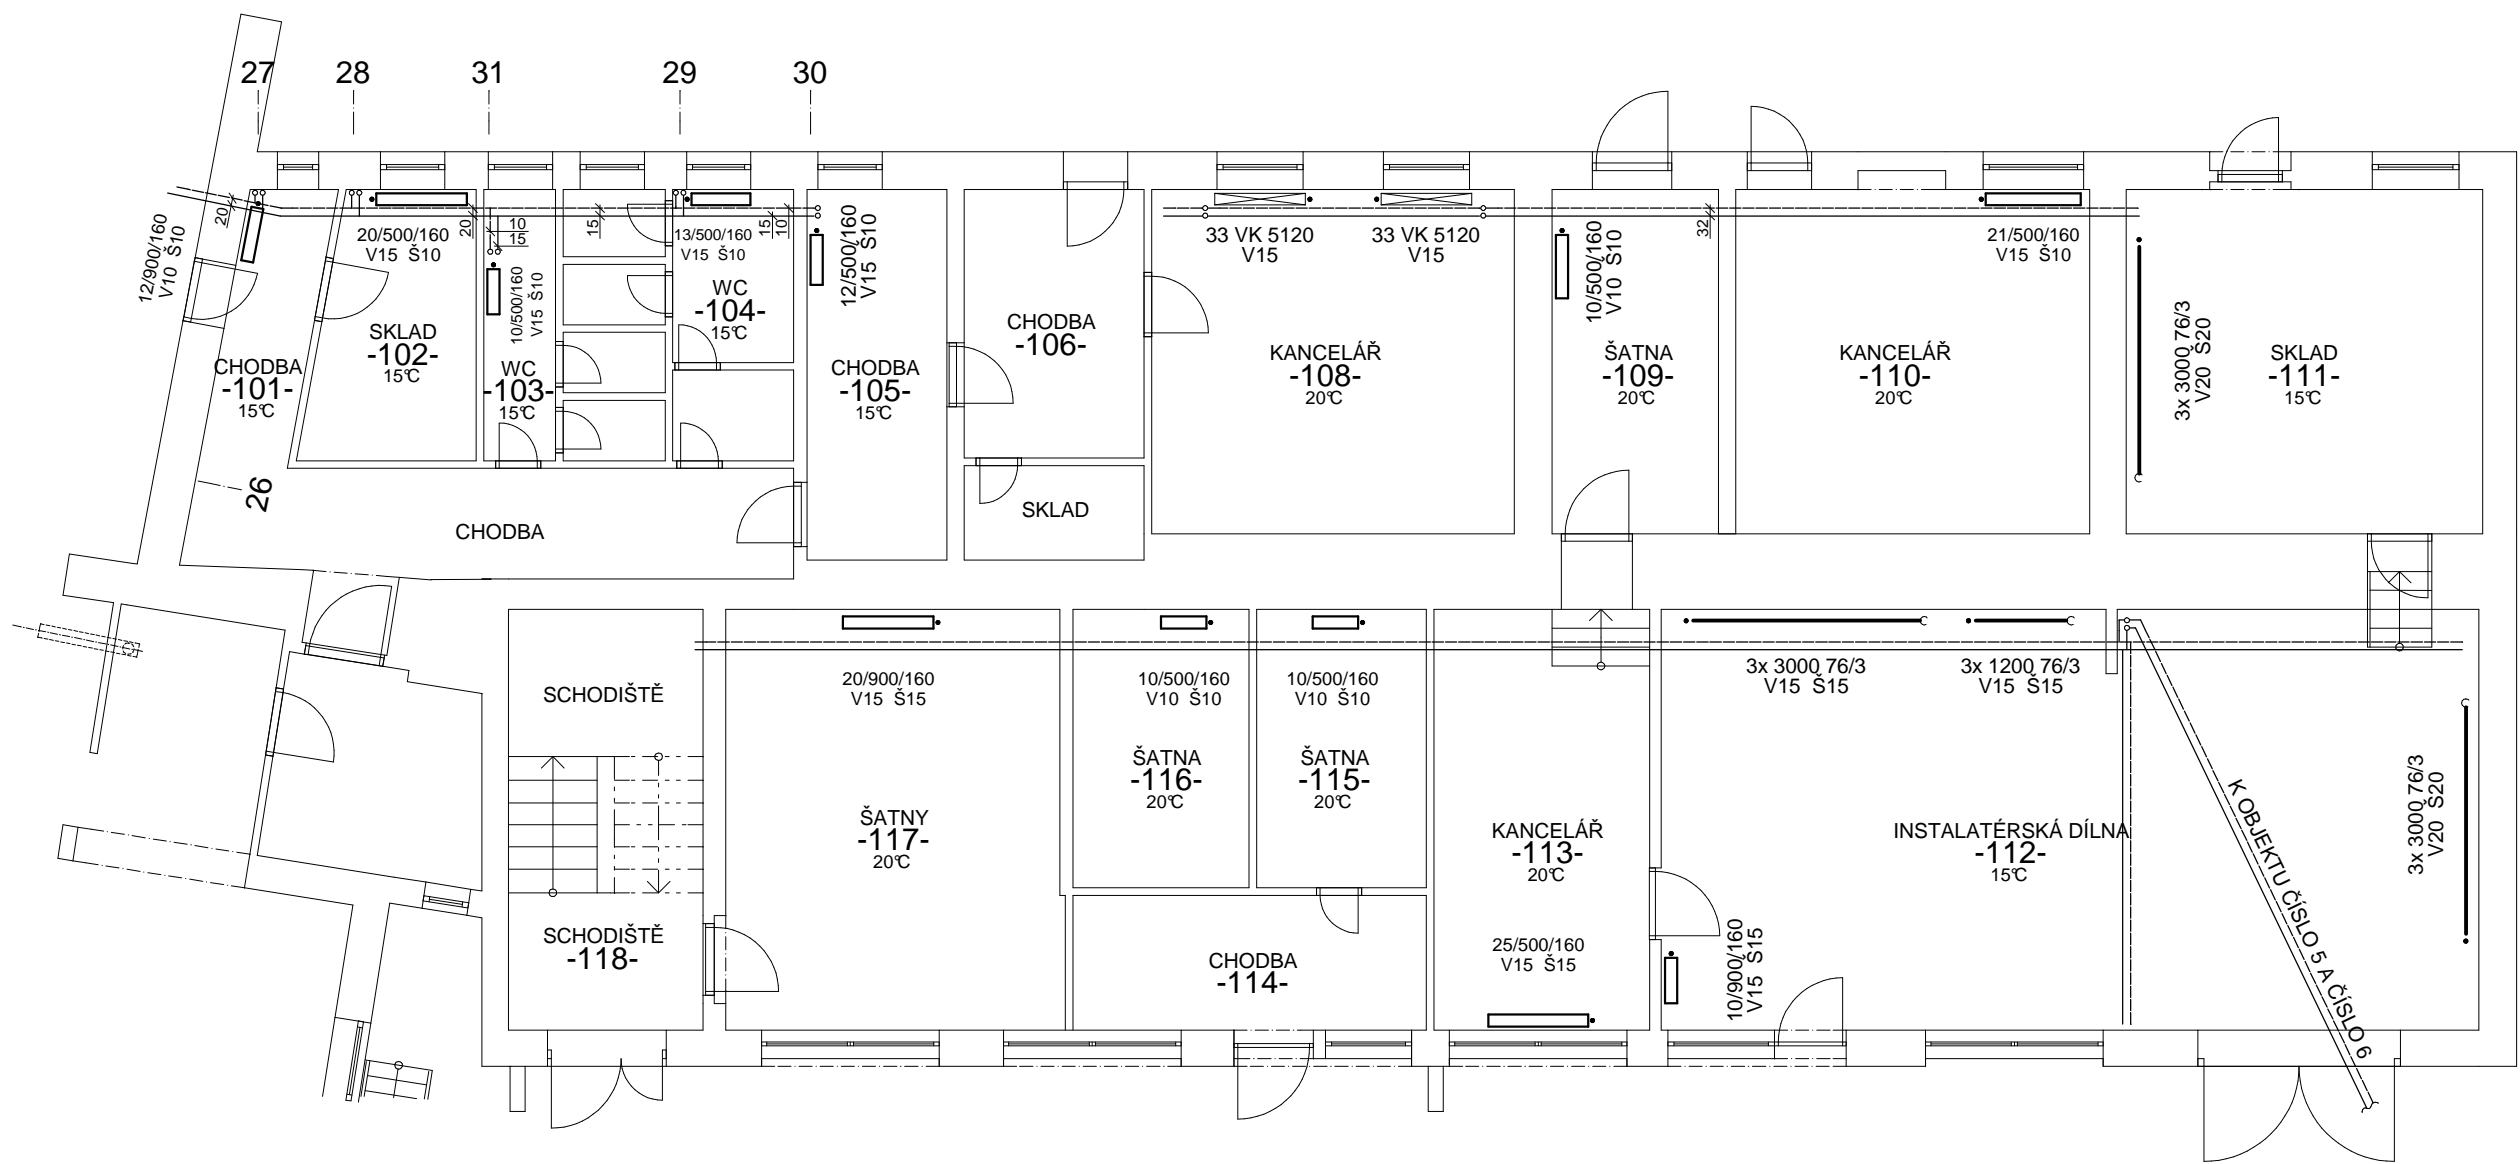 27
28
31
29
30
20
12/900/160
V10 Š10
20/500/160
V15 Š10
20
10
15
15
13/500/160
V15 Š10
15
10
12/500/160
V15 Š10
10/500/160
V15 Š10
33 VK 5120
V15
33 VK 5120
V15
10/500/160
V10 Š10
32
21/500/160
V15 Š10
3x 3000 76/3
V20 Š20
CHODBA
-101-
15°C
SKLAD
-102-
15°C
WC
-103-
15°C
WC
-104-
15°C
CHODBA
-105-
15°C
CHODBA
-106-
KANCELÁŘ
-108-
20°C
ŠATNA
-109-
20°C
KANCELÁŘ
-110-
20°C
SKLAD
-111-
15°C
26
CHODBA
SKLAD
SCHODIŠTĚ
20/900/160
V15 Š15
10/500/160
V10 Š10
10/500/160
V10 Š10
3x 3000 76/3
V15 Š15
3x 1200 76/3
V15 Š15
ŠATNY
-117-
20°C
ŠATNA
-116-
20°C
ŠATNA
-115-
20°C
KANCELÁŘ
-113-
20°C
INSTALATÉRSKÁ DÍLNA
-112-
15°C
3x 3000 76/3
V20 Š20
K OBJEKTU ČÍSLO 5 A ČÍSLO 6
SCHODIŠTĚ
-118-
CHODBA
-114-
25/500/160
V15 Š15
10/900/160
V15 Š15